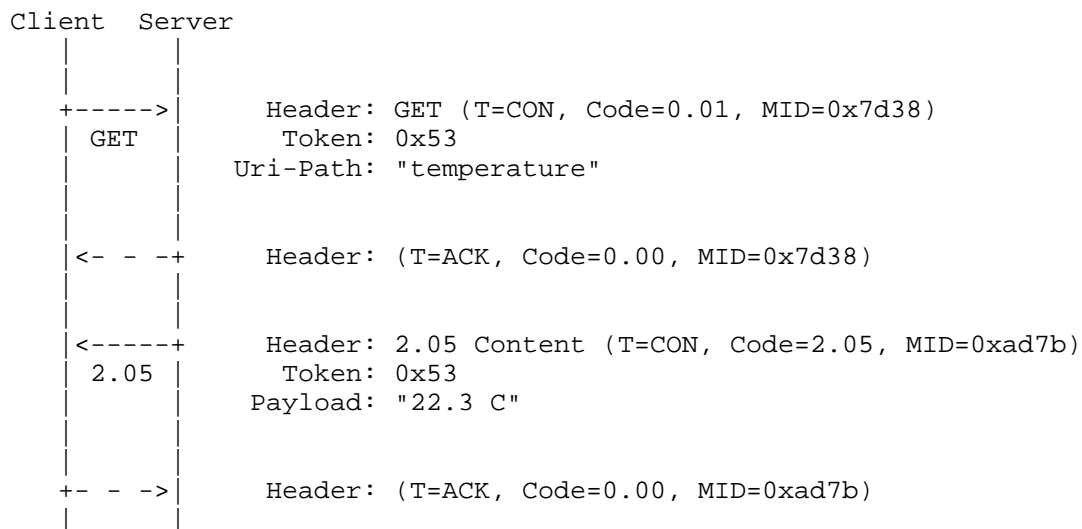 Client  Server
   |      |
   |      |
   +----->|     Header: GET (T=CON, Code=0.01, MID=0x7d38)
   | GET  |      Token: 0x53
   |      |   Uri-Path: "temperature"
   |      |
   |      |
   |<- - -+     Header: (T=ACK, Code=0.00, MID=0x7d38)
   |      |
   |      |
   |<-----+     Header: 2.05 Content (T=CON, Code=2.05, MID=0xad7b)
   | 2.05 |      Token: 0x53
   |      |    Payload: "22.3 C"
   |      |
   |      |
   +- - ->|     Header: (T=ACK, Code=0.00, MID=0xad7b)
   |      |